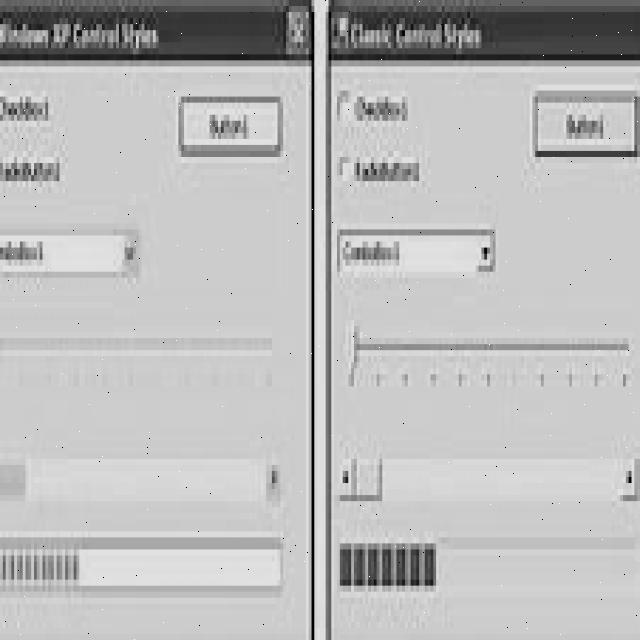 Windows XP Control Styles
CheckBox1
Button1
RadioButton1
ComboBox1
Classic Control Styles
CheckBox1
Button1
RadioButton1
ComboBox1